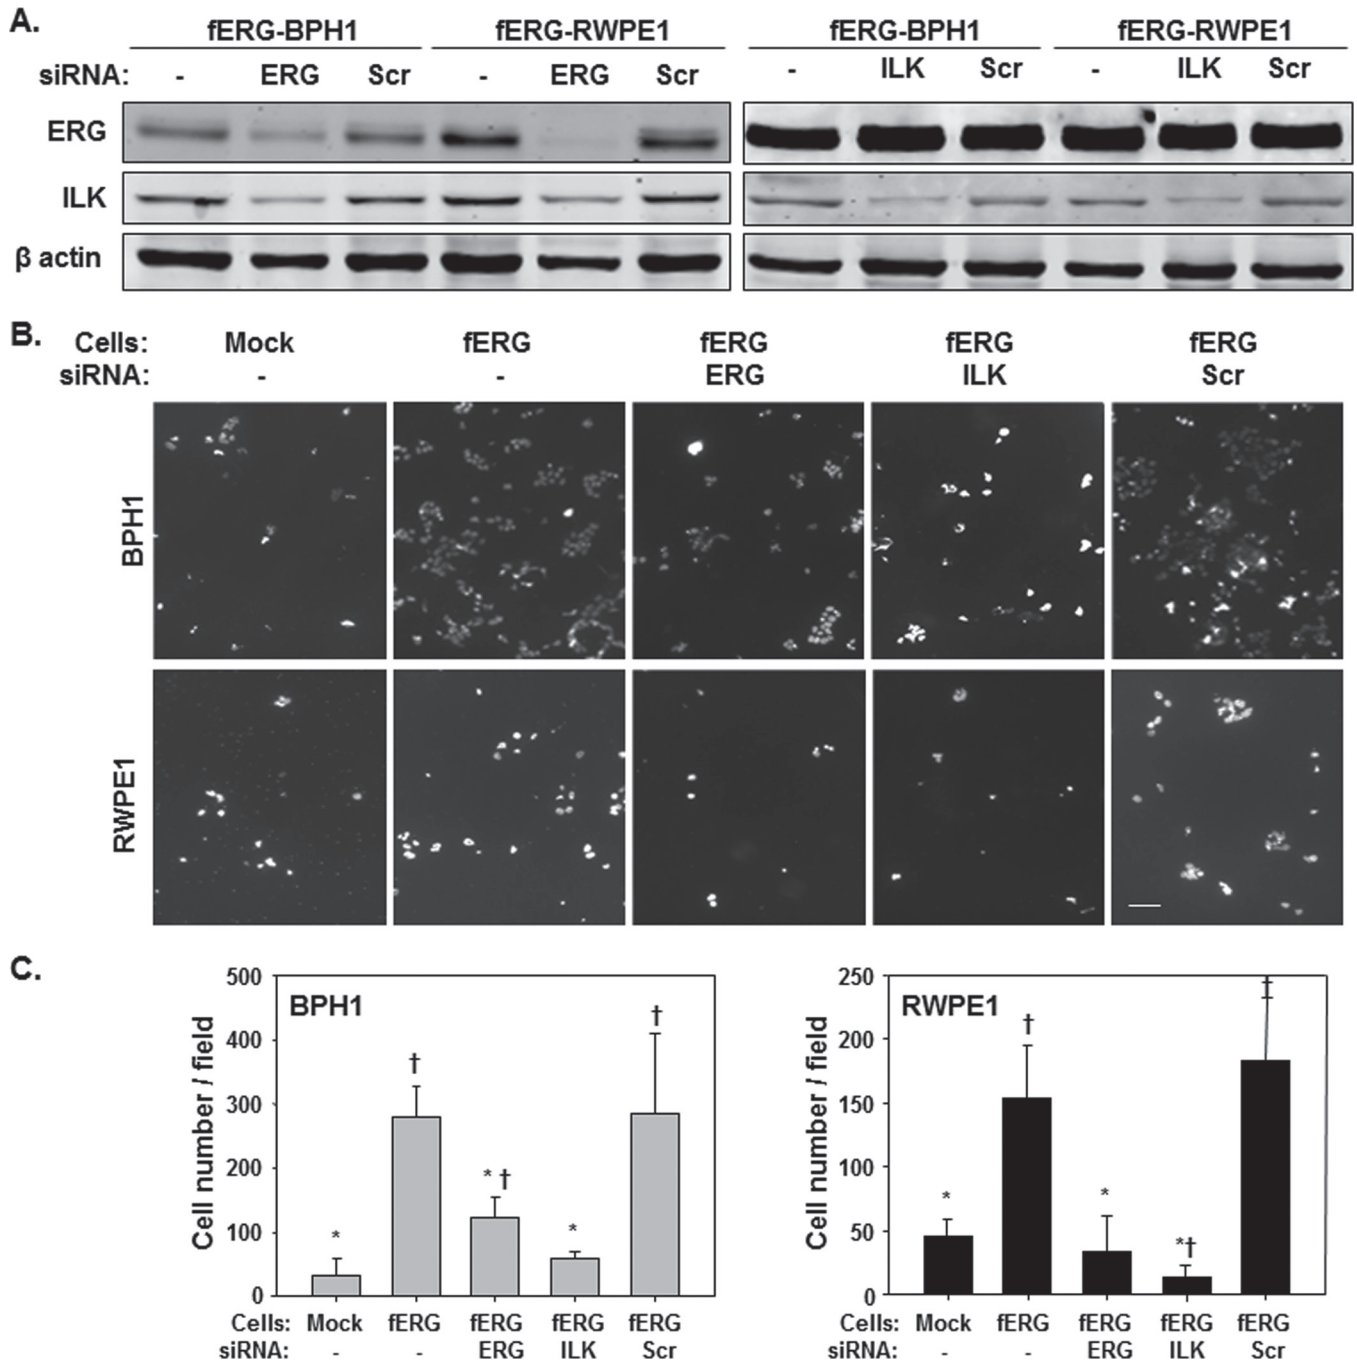 A.
fERG-BPH1 fERG-RWPE1 fERG-BPH1 fERG-RWPE1
siRNA: - ERG Scr - ERG Scr - ILK Scr - ILK Scr
ERG
ILK
β actin
B.
Cells: Mock fERG fERG fERG fERG
siRNA: - - ERG ILK Scr
BPH1
RWPE1
C.
BPH1
Cell number / field
500
400
300
200
100
0
*
†
* †
*
†
Cells: Mock fERG fERG fERG fERG
siRNA: - - ERG ILK Scr
RWPE1
Cell number / field
250
200
150
100
50
0
*
†
*
*†
†
Cells: Mock fERG fERG fERG fERG
siRNA: - - ERG ILK Scr